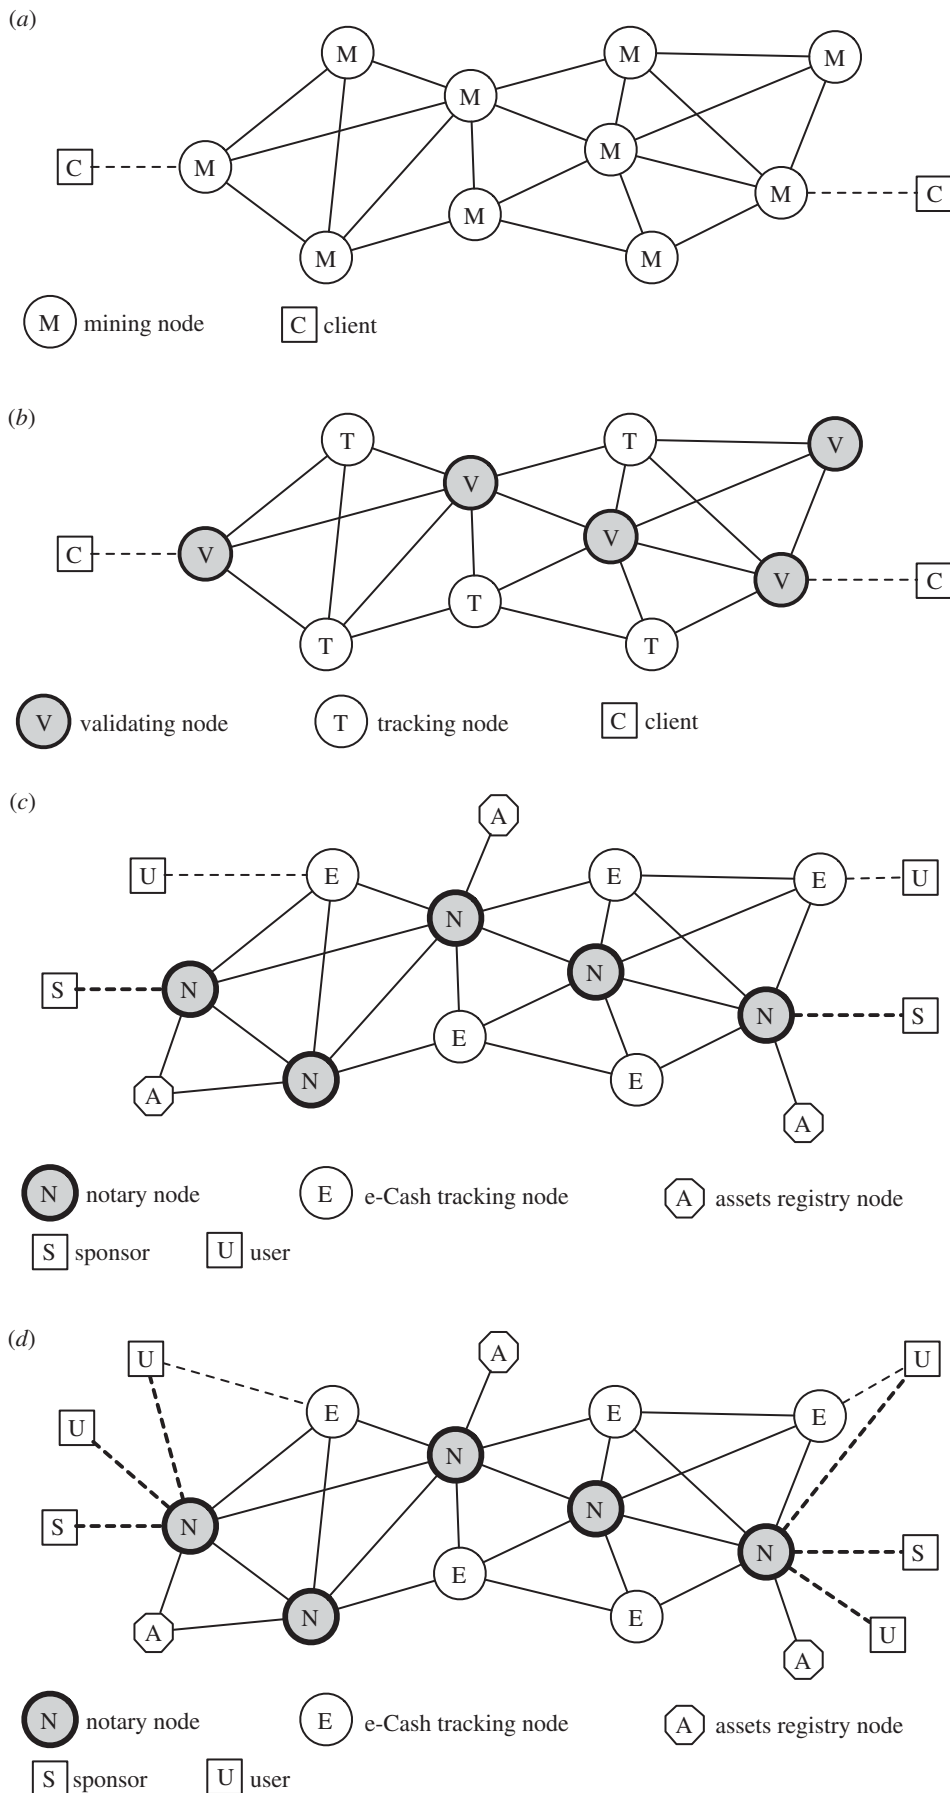 (a)
M M M
M
M
C M M C
M
M M
M mining node C client
(b)
T T V
V
V
C V V C
T
T T
V validating node T tracking node C client
(c)
A
U E E E U
N
N
S N N S
E
N E
A A
N notary node E e-Cash tracking node A assets registry node
S sponsor U user
(d)
U A U
E E E
U N
N
S N N S
E
N E U
A A
N notary node E e-Cash tracking node A assets registry node
S sponsor U user